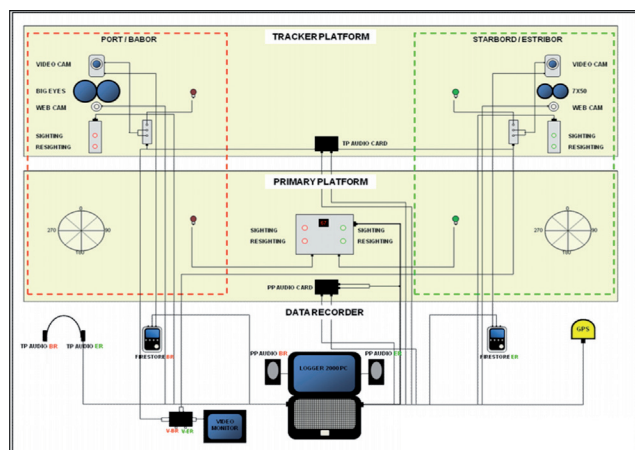 PORT / BABOR
TRACKER PLATFORM
STARBORD / ESTRIBOR
VIDEO CAM
BIG EYES
WEB CAM
SIGHTING
RESIGHTING
VIDEO CAM
7X50
WEB CAM
SIGHTING
RESIGHTING
TP AUDIO CARD
PRIMARY PLATFORM
0
270
90
180
SIGHTING
RESIGHTING
SIGHTING
RESIGHTING
0
270
90
180
PP AUDIO CARD
DATA RECORDER
TP AUDIO BR
TP AUDIO ER
FIRESTORE BR
PP AUDIO BR
PP AUDIO ER
LOGGER 2000 PC
FIRESTORE ER
GPS
V-BR
V-ER
VIDEO
MONITOR